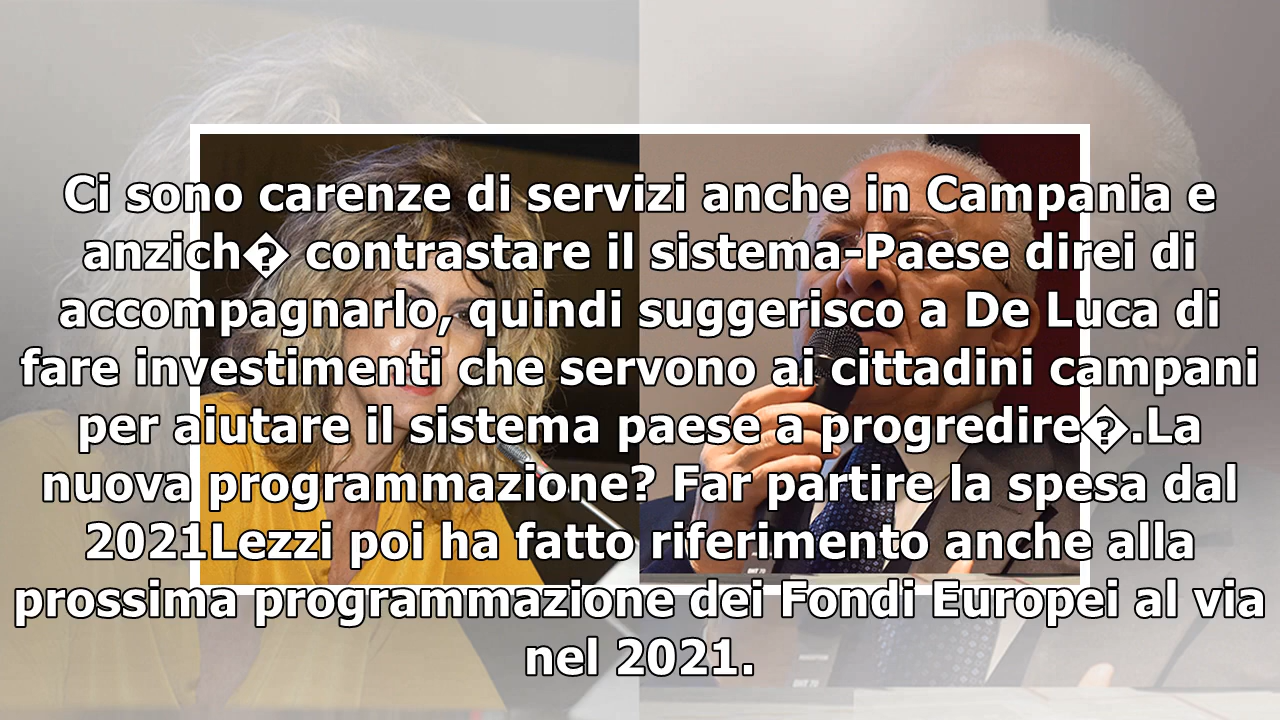 Ci sono carenze di servizi anche in Campania e
anzich� contrastare il sistema-Paese direi di
accompagnarlo, quindi suggerisco a De Luca di
fare investimenti che servono ai cittadini campani
per aiutare il sistema paese a progredire�.La
nuova programmazione? Far partire la spesa dal
2021Lezzi poi ha fatto riferimento anche alla
prossima programmazione dei Fondi Europei al via
nel 2021.